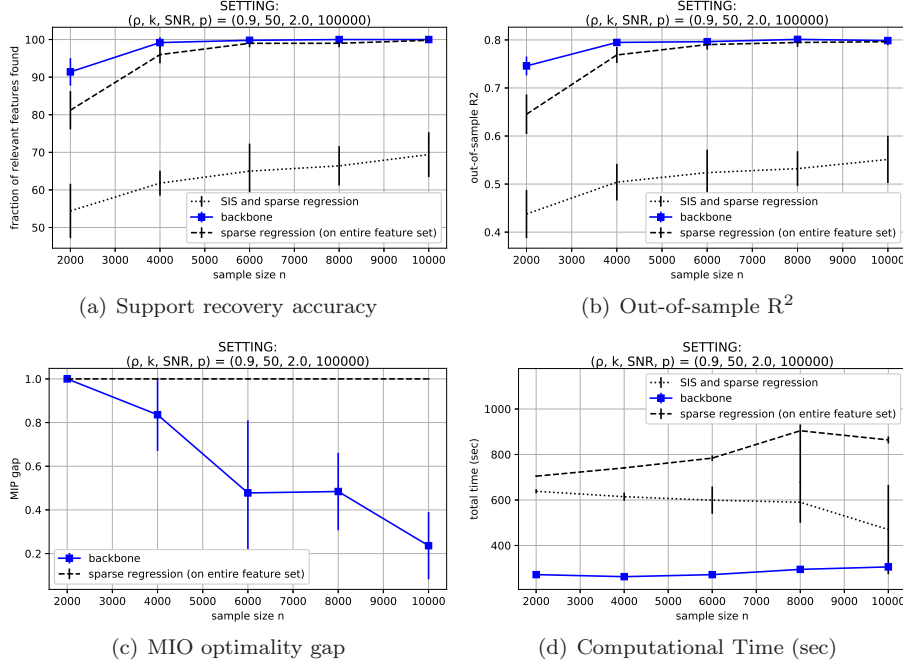 SETTING:
(ρ, k, SNR, p) = (0.9, 50, 2.0, 100000)
100
90
80
70
60
50
fraction of relevant features found
SIS and sparse regression
backbone
sparse regression (on entire feature set)
2000 3000 4000 5000 6000 7000 8000 9000 10000
sample size n
(a) Support recovery accuracy
SETTING:
(ρ, k, SNR, p) = (0.9, 50, 2.0, 100000)
0.8
0.7
0.6
0.5
0.4
out-of-sample R2
SIS and sparse regression
backbone
sparse regression (on entire feature set)
2000 3000 4000 5000 6000 7000 8000 9000 10000
sample size n
(b) Out-of-sample R²
SETTING:
(ρ, k, SNR, p) = (0.9, 50, 2.0, 100000)
1.0
0.8
0.6
0.4
0.2
MIP gap
backbone
sparse regression (on entire feature set)
2000 3000 4000 5000 6000 7000 8000 9000 10000
sample size n
(c) MIO optimality gap
SETTING:
(ρ, k, SNR, p) = (0.9, 50, 2.0, 100000)
SIS and sparse regression
backbone
sparse regression (on entire feature set)
1000
800
600
400
total time (sec)
2000 3000 4000 5000 6000 7000 8000 9000 10000
sample size n
(d) Computational Time (sec)